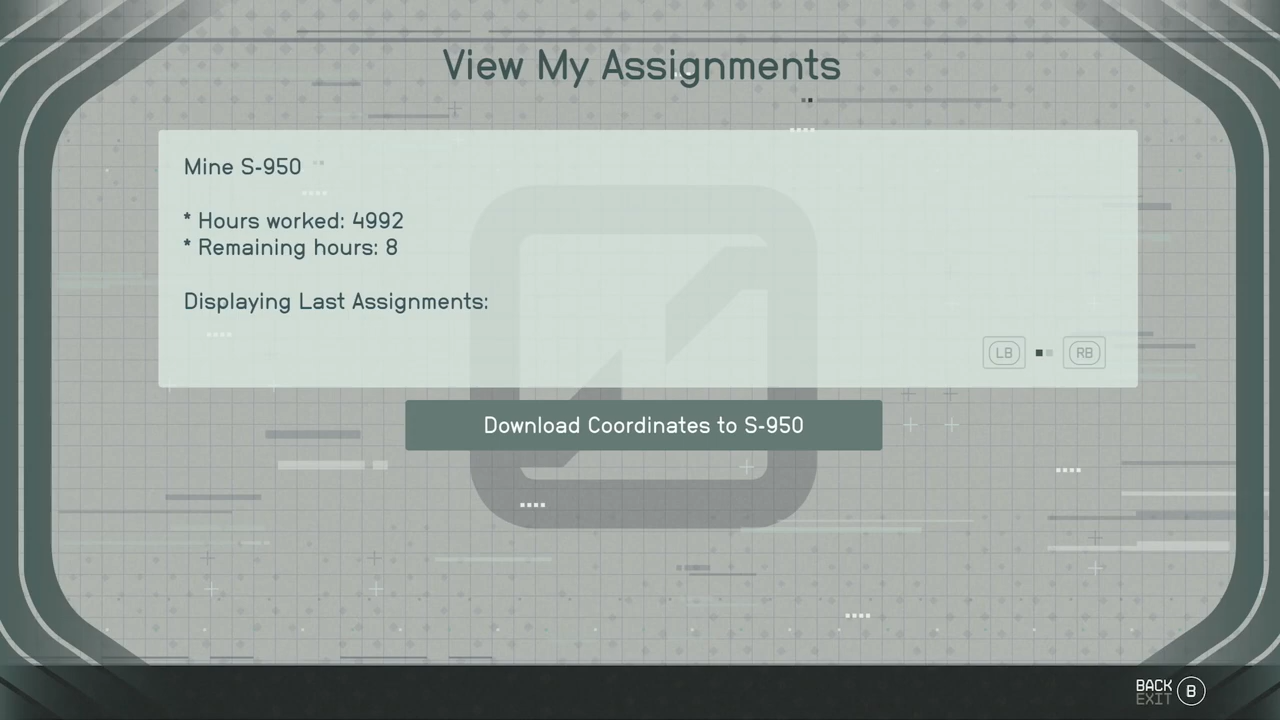 View My Assignments
Mine S-950
* Hours worked: 4992
* Remaining hours: 8
Displaying Last Assignments:
LB RB
Download Coordinates to S-950
BACK
EXIT
B